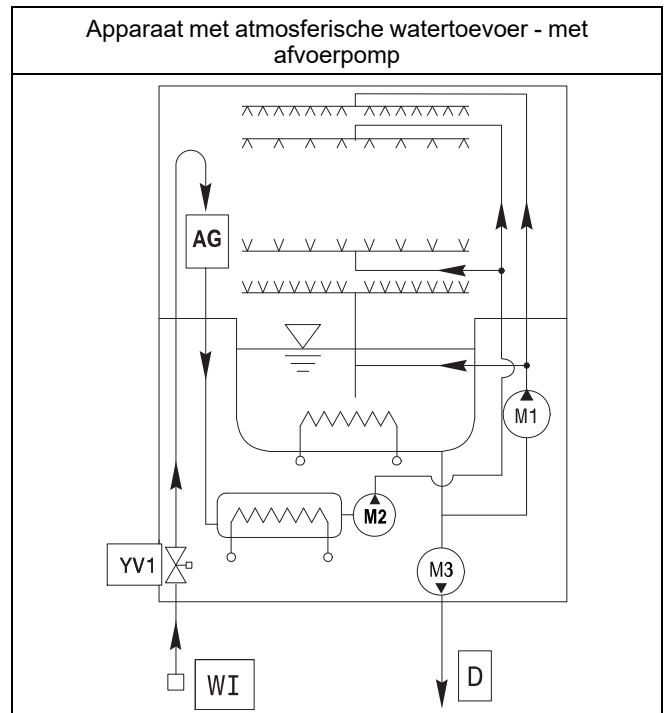 Apparaat met atmosferische watertoevoer - met
afvoerpomp
AG
M1
M2
YV1
M3
WI
D